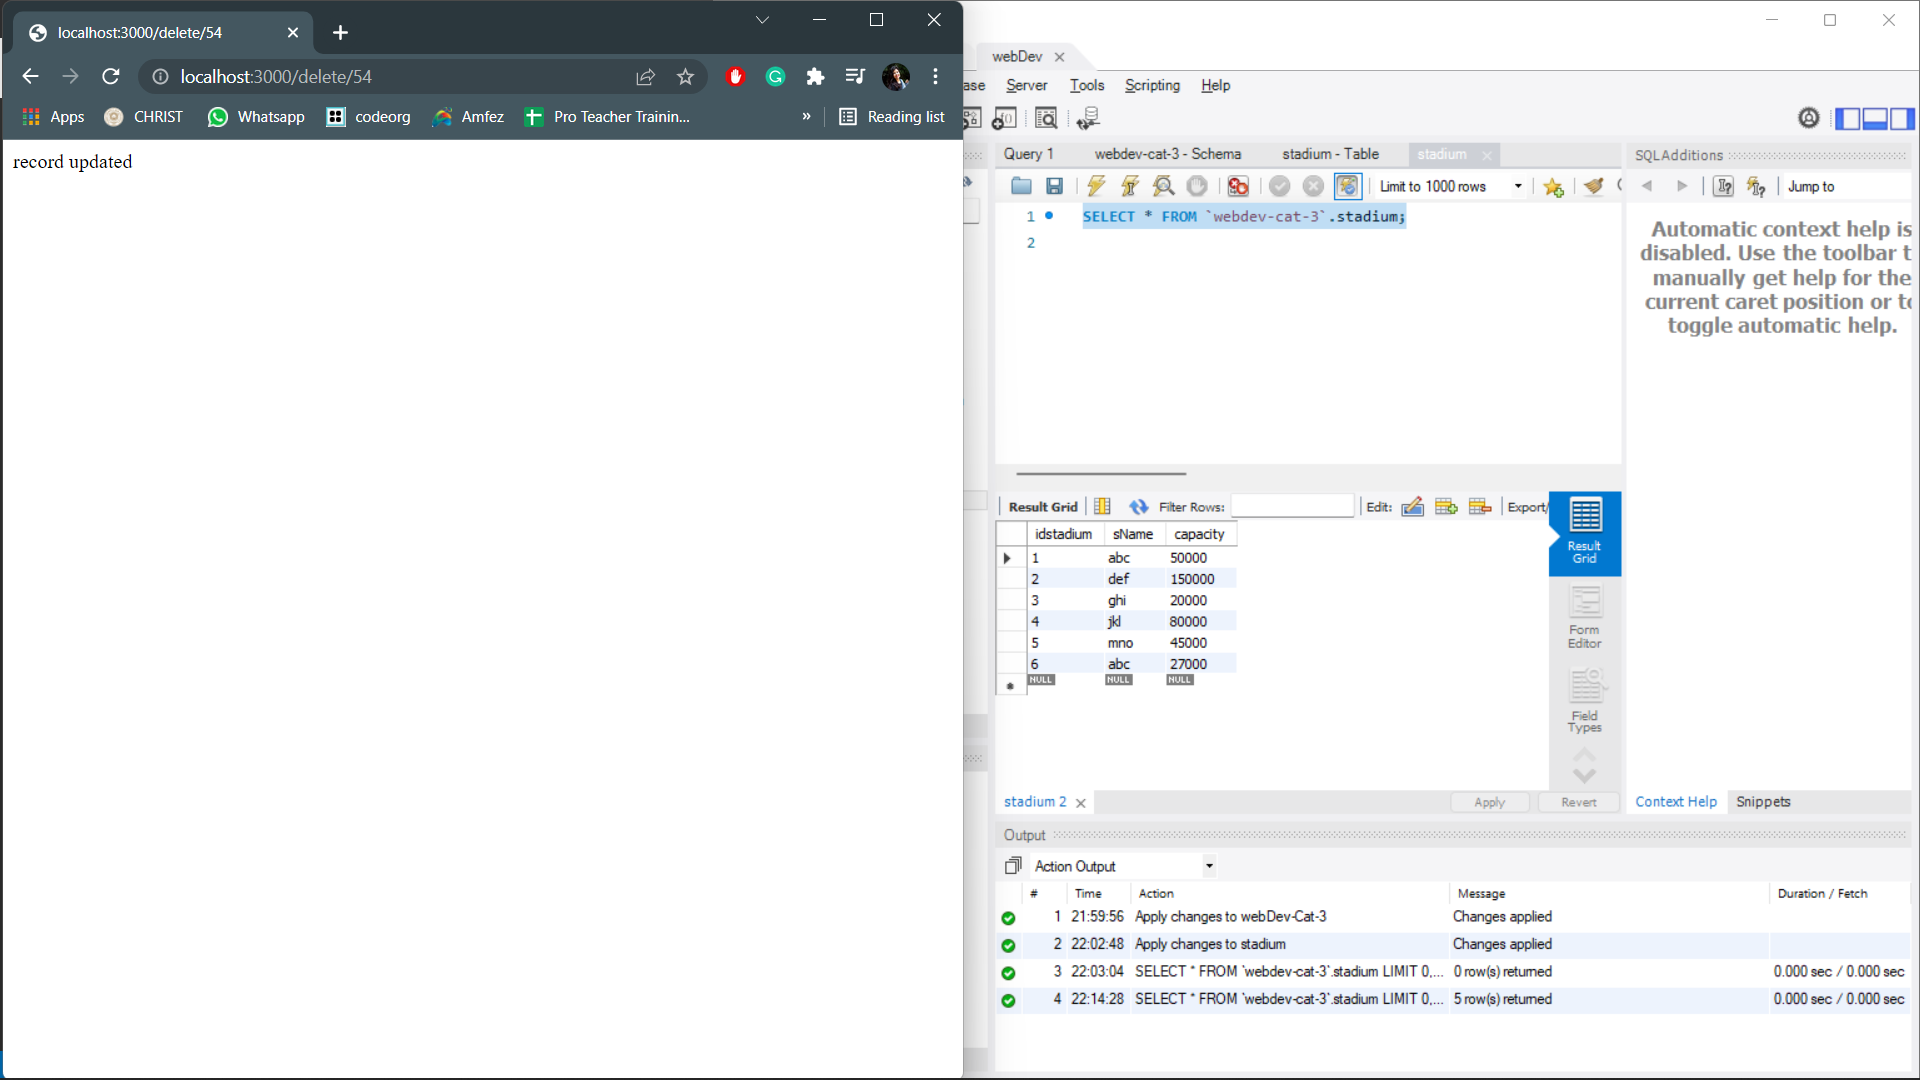 localhost:3000/delete/54
localhost:3000/delete/54
Apps CHRIST Whatsapp codeorg Amfez Pro Teacher Trainin... » Reading list
record updated
webDev
ase Server Tools Scripting Help
Query 1 webdev-cat-3 - Schema stadium - Table stadium
Limit to 1000 rows
1 SELECT * FROM `webdev-cat-3`.stadium;
2
SQLAdditions
Jump to
Automatic context help is
disabled. Use the toolbar t
manually get help for the
current caret position or to
toggle automatic help.
Result Grid Filter Rows: Edit: Export/
idstadium sName capacity
1 abc 50000
2 def 150000
3 ghi 20000
4 jkl 80000
5 mno 45000
6 abc 27000
NULL NULL NULL
Result
Grid
Form
Editor
Field
Types
stadium 2 Apply Revert
Context Help Snippets
Output
Action Output
# Time Action Message Duration / Fetch
1 21:59:56 Apply changes to webDev-Cat-3 Changes applied
2 22:02:48 Apply changes to stadium Changes applied
3 22:03:04 SELECT * FROM `webdev-cat-3`.stadium LIMIT 0,... 0 row(s) returned 0.000 sec / 0.000 sec
4 22:14:28 SELECT * FROM `webdev-cat-3`.stadium LIMIT 0,... 5 row(s) returned 0.000 sec / 0.000 sec